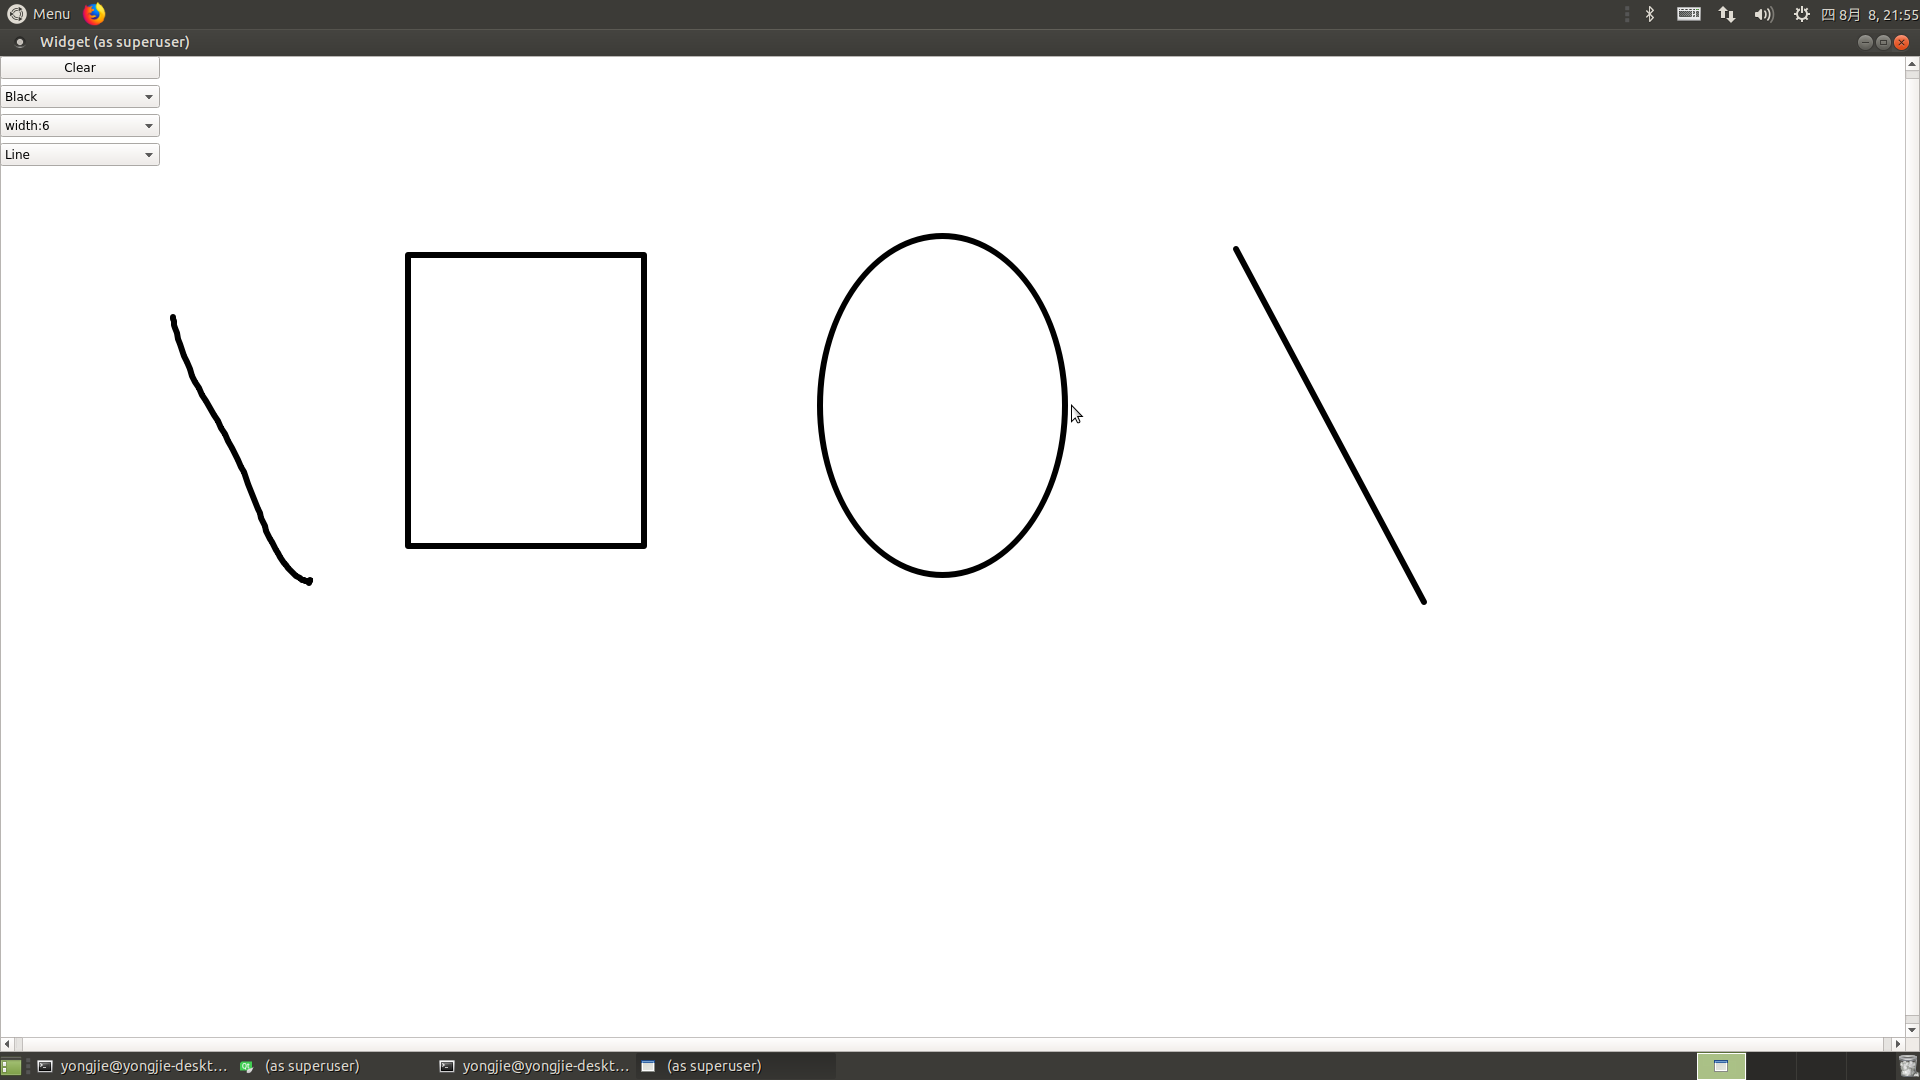 Menu
四 8月 8, 21:55
Widget (as superuser)
Clear
Black
width:6
Line
yongjie@yongjie-deskt...
(as superuser)
yongjie@yongjie-deskt...
(as superuser)